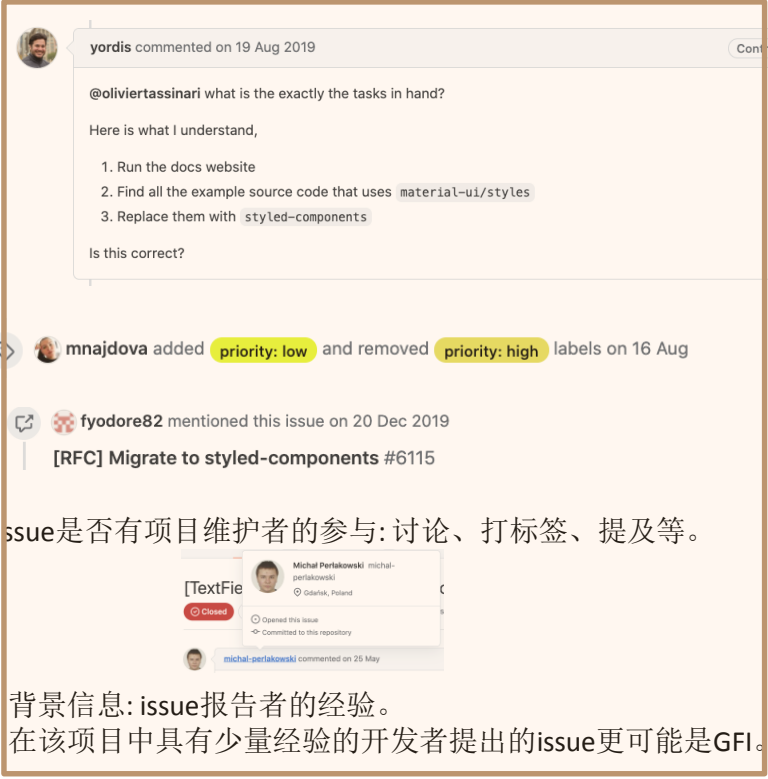 yordis commented on 19 Aug 2019
Cont
@oliviertassinari what is the exactly the tasks in hand?
Here is what I understand,
1. Run the docs website
2. Find all the example source code that uses material-ui/styles
3. Replace them with styled-components
Is this correct?
mnajdova added priority: low and removed priority: high labels on 16 Aug
fyodore82 mentioned this issue on 20 Dec 2019
[RFC] Migrate to styled-components #6115
ssue是否有项目维护者的参与: 讨论、打标签、提及等。
Michał Perłakowski michal-
perlakowski
[TextFie
Gdańsk, Poland
Closed
Opened this issue
Committed to this repository
michal-perlakowski commented on 25 May
背景信息: issue报告者的经验。
在该项目中具有少量经验的开发者提出的issue更可能是GFI。